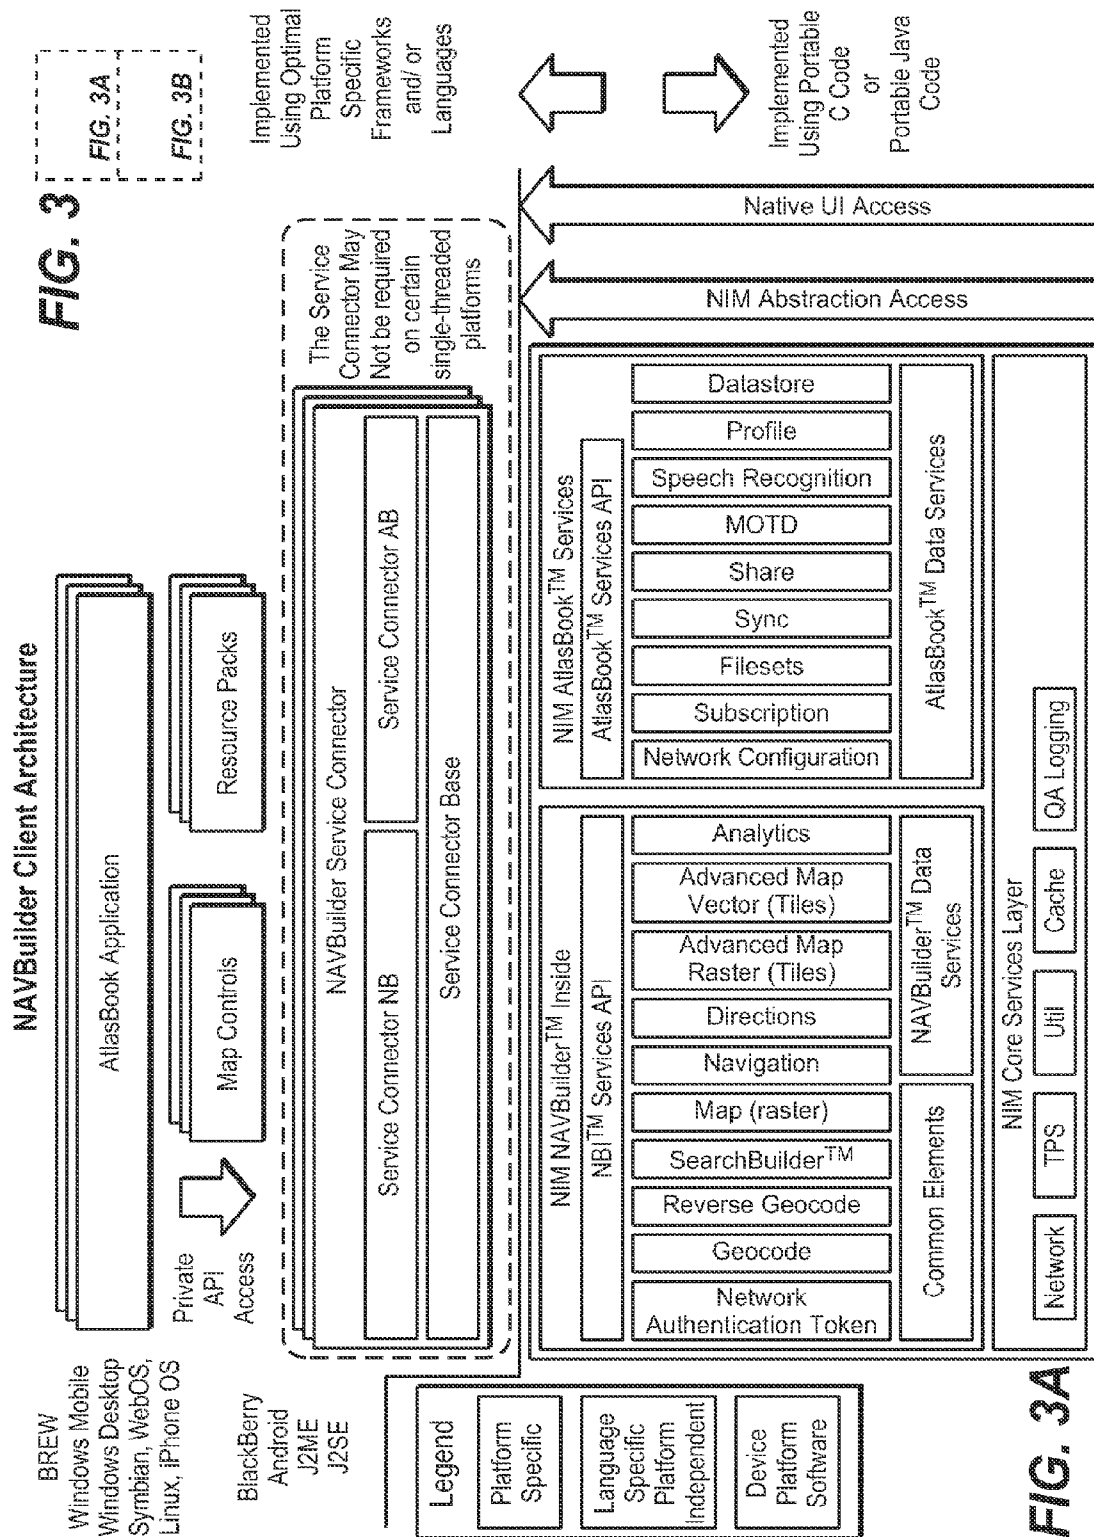 NAVBuilder Client Architecture
FIG. 3
FIG. 3A
FIG. 3B
BREW
Windows Mobile
Windows Desktop
Symbian, WebOS,
Linux, iPhone OS
AtlasBook Application
Private
API
Access
Map Controls
Resource Packs
BlackBerry
Android
J2ME
J2SE
NAVBuilder Service Connector
Service Connector NB
Service Connector AB
Service Connector Base
The Service
Connector May
Not be required
on certain
single-threaded
platforms
Implemented
Using Optimal
Platform
Specific
Frameworks
and/ or
Languages
Legend
Platform
Specific
Language
Specific
Platform
Independent
Device
Platform
Software
NIM NAVBuilder™ Inside
NBI™ Services API
Network
Authentication Token
Geocode
Reverse Geocode
SearchBuilder™
Map (raster)
Navigation
Directions
Advanced Map
Raster (Tiles)
Advanced Map
Vector (Tiles)
Analytics
Common Elements
NAVBuilder™ Data
Services
NIM AtlasBook™ Services
AtlasBook™ Services API
Network Configuration
Subscription
Filesets
Sync
Share
MOTD
Speech Recognition
Profile
Datastore
AtlasBook™ Data Services
NIM Core Services Layer
Network
TPS
Util
Cache
QA Logging
NIM Abstraction Access
Native UI Access
Implemented
Using Portable
C Code
or
Portable Java
Code
FIG. 3A